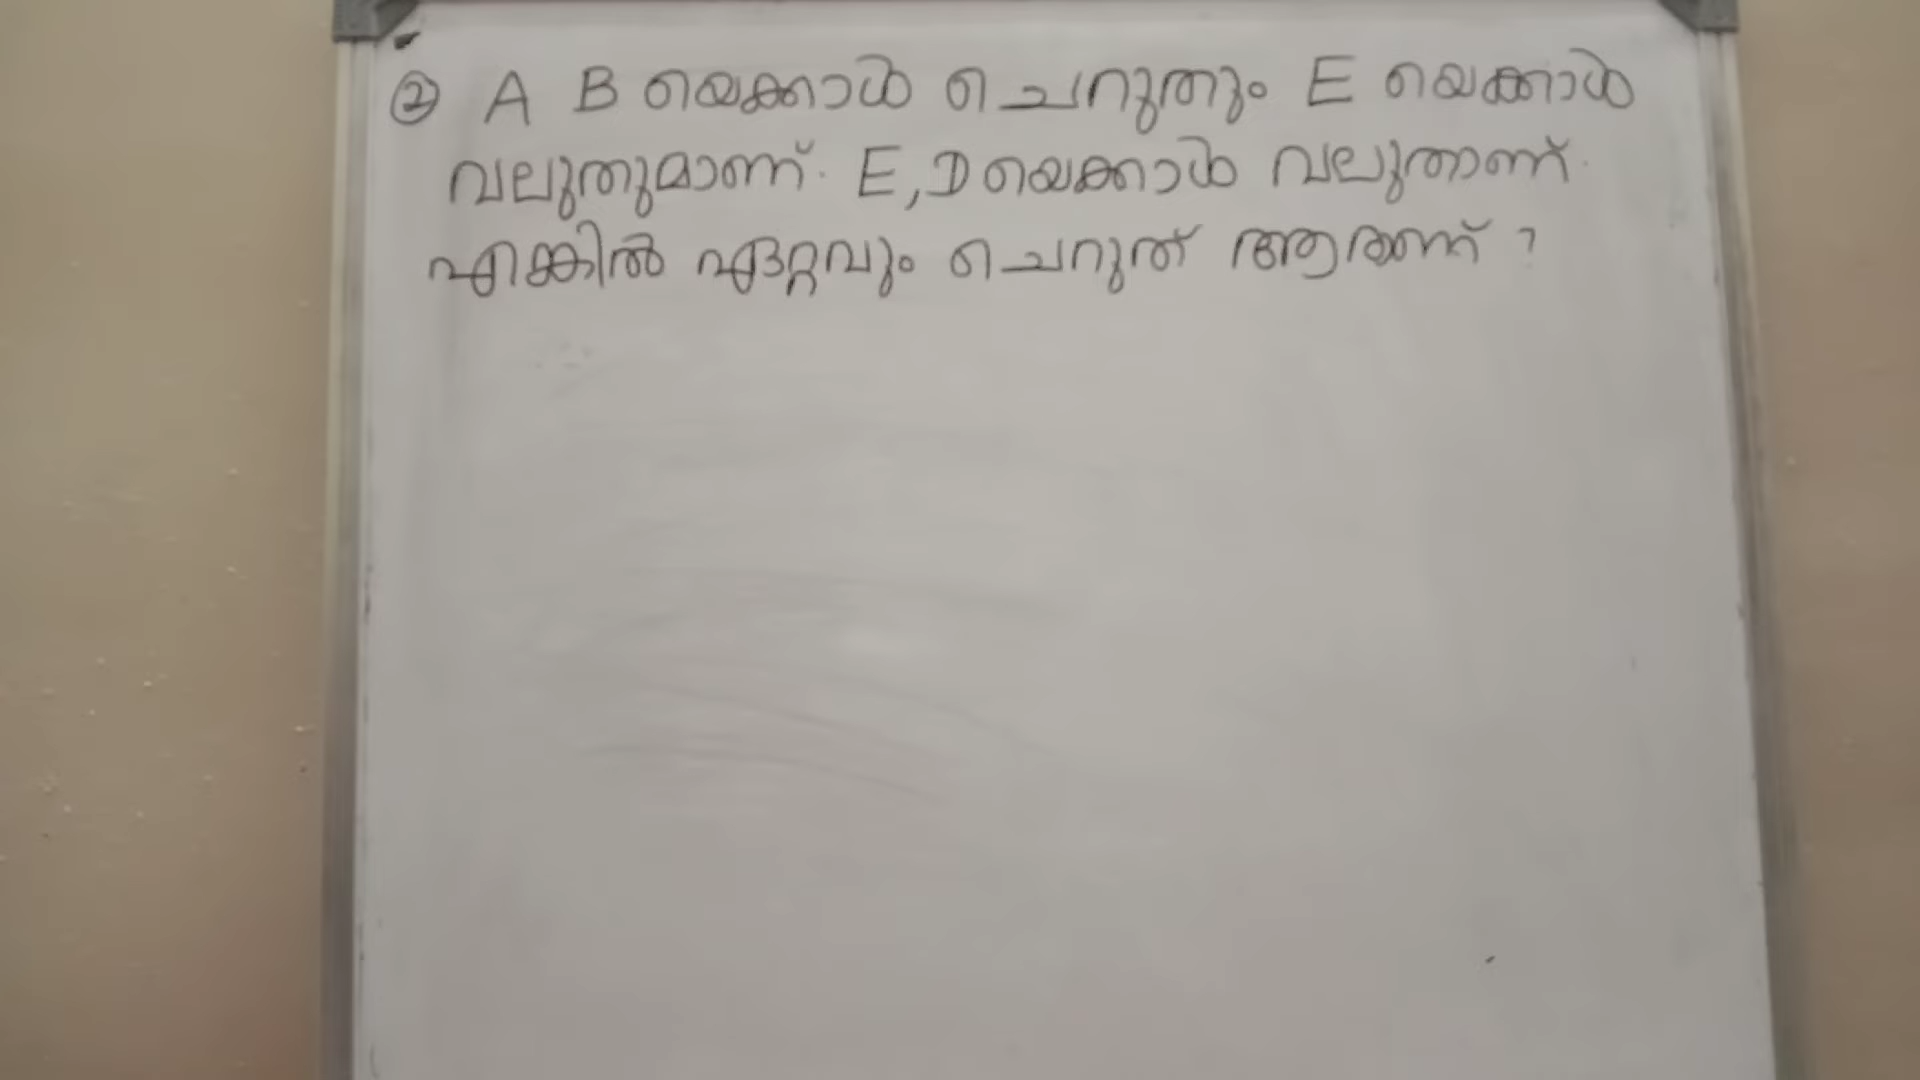 ② A B യെക്കാൾ ചെറുതും E യെക്കാൾ
വലുതുമാണ്. E, D യെക്കാൾ വലുതാണ്.
എങ്കിൽ ഏറ്റവും ചെറുത് ആരാണ് ?